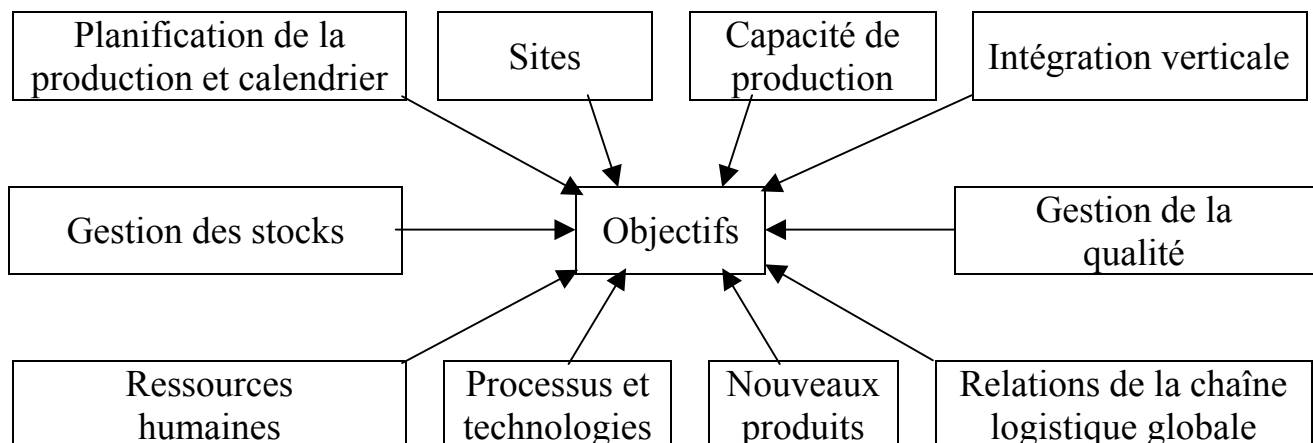 Planification de la
production et calendrier
Sites
Capacité de
production
Intégration verticale
Gestion des stocks
Objectifs
Gestion de la
qualité
Ressources
humaines
Processus et
technologies
Nouveaux
produits
Relations de la chaîne
logistique globale